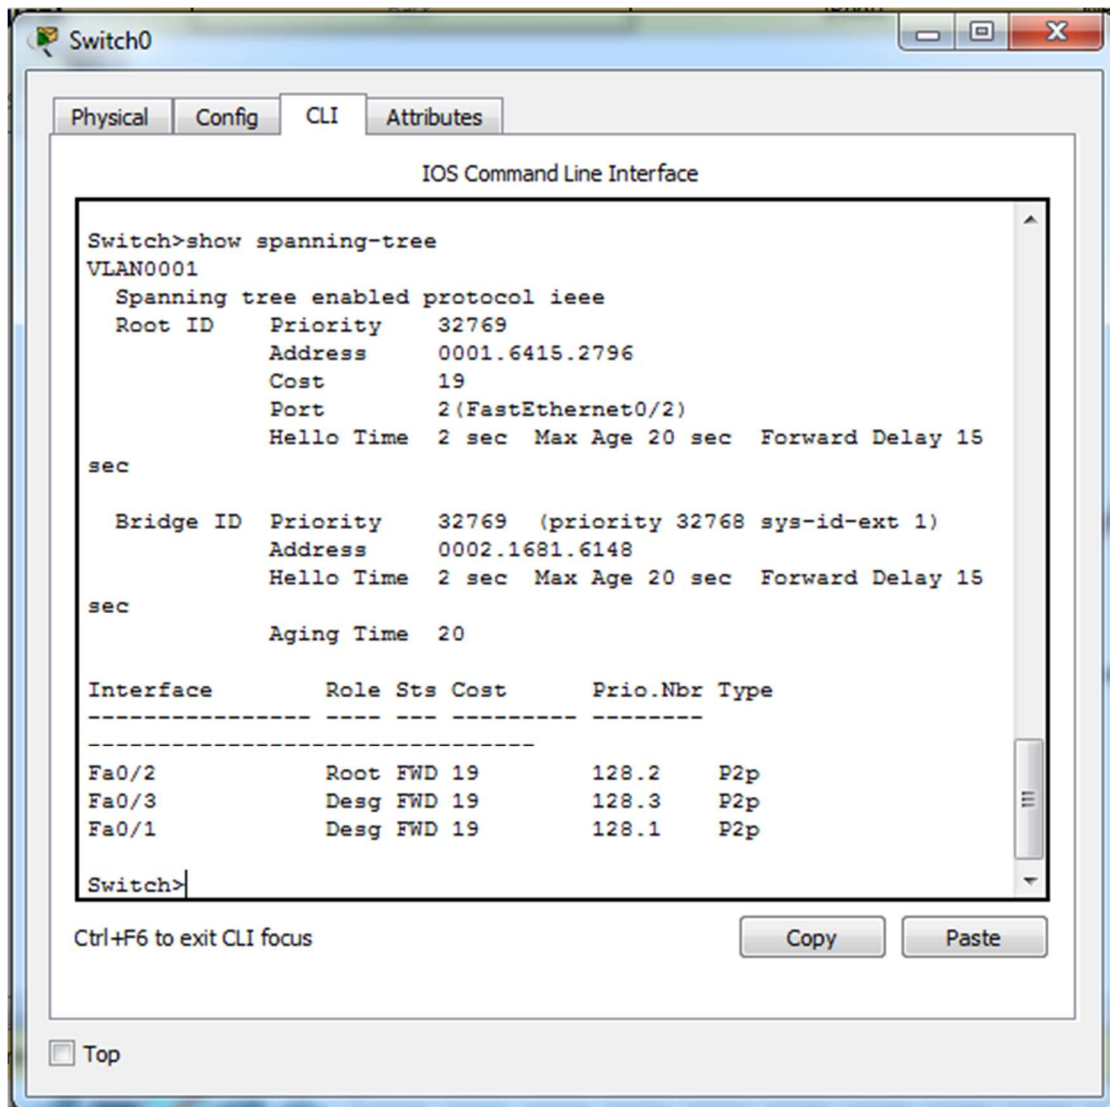 Switch0
Physical Config CLI Attributes
IOS Command Line Interface
Switch>show spanning-tree
VLAN0001
  Spanning tree enabled protocol ieee
  Root ID    Priority    32769
             Address     0001.6415.2796
             Cost        19
             Port        2(FastEthernet0/2)
             Hello Time  2 sec  Max Age 20 sec  Forward Delay 15
sec
  Bridge ID  Priority    32769  (priority 32768 sys-id-ext 1)
             Address     0002.1681.6148
             Hello Time  2 sec  Max Age 20 sec  Forward Delay 15
sec
             Aging Time  20
Interface        Role Sts Cost      Prio.Nbr Type
---------------- ---- --- --------- --------
--------------------------------
Fa0/2            Root FWD 19        128.2    P2p
Fa0/3            Desg FWD 19        128.3    P2p
Fa0/1            Desg FWD 19        128.1    P2p
Switch>
Ctrl+F6 to exit CLI focus Copy Paste
Top